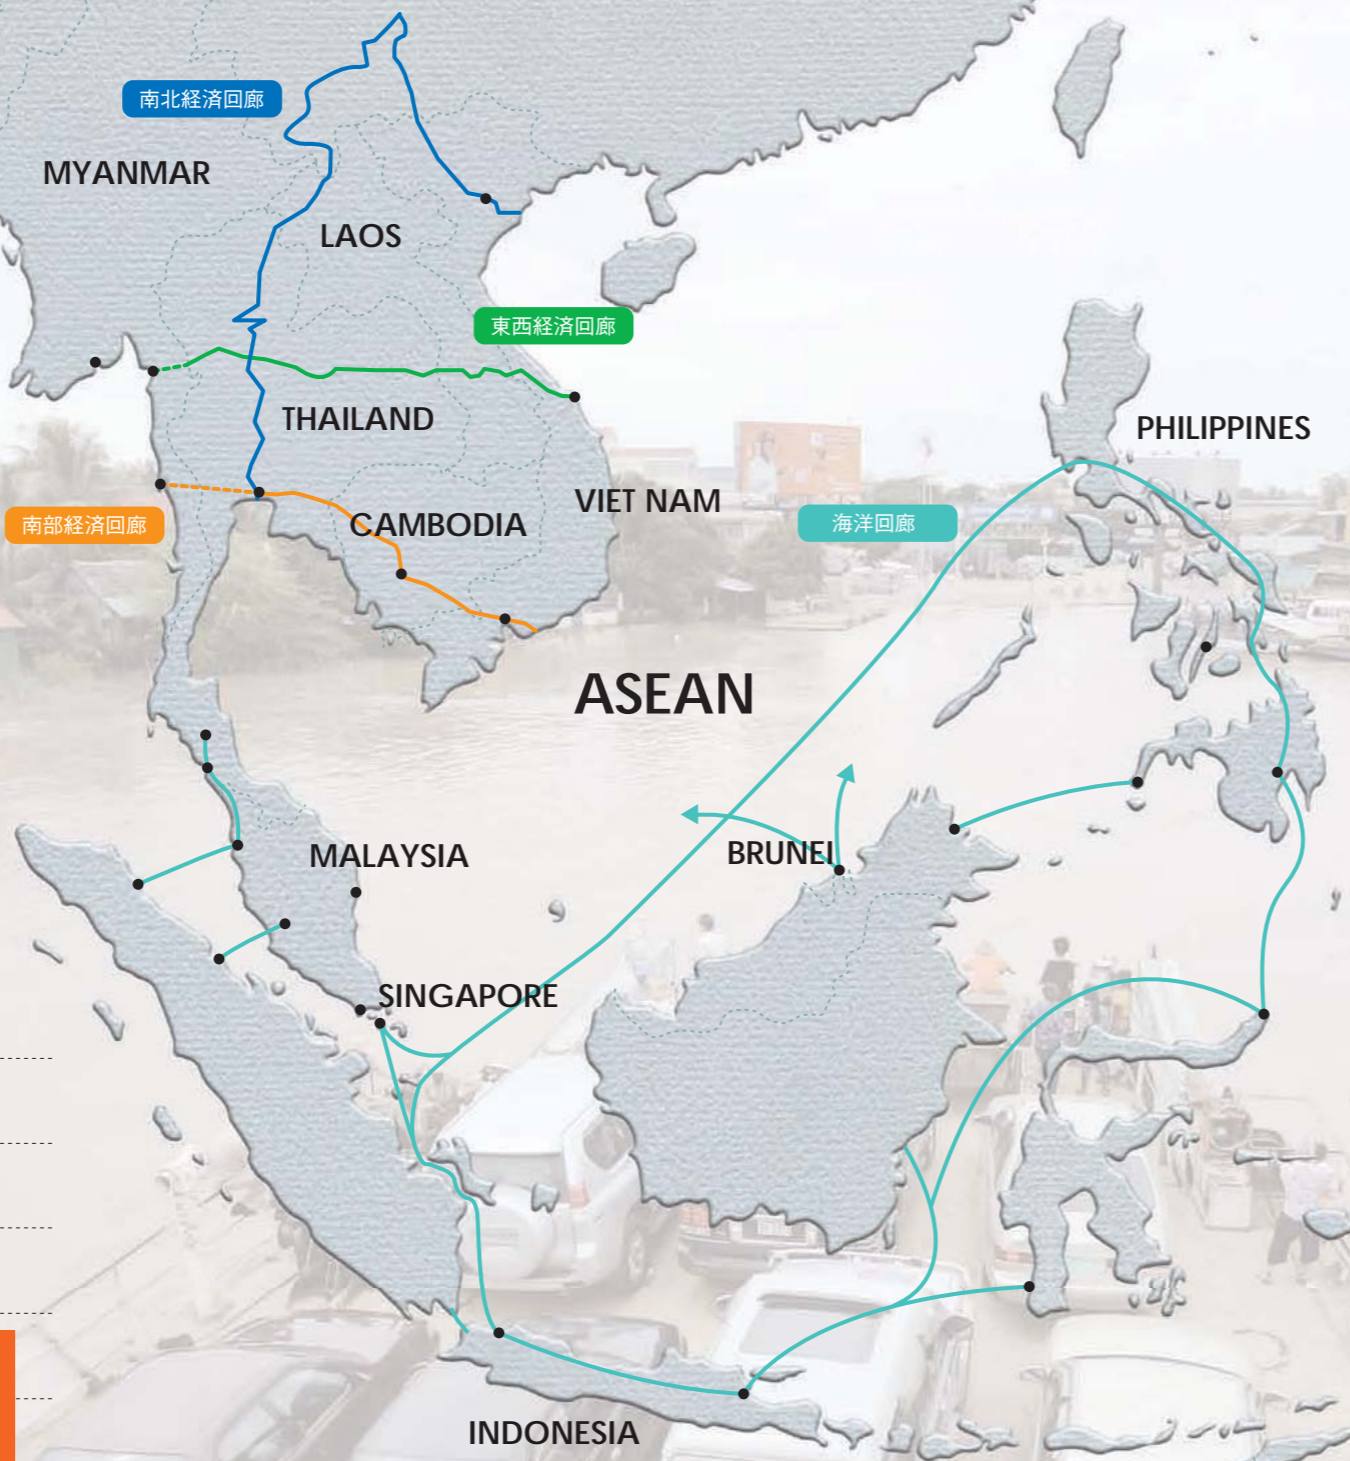 南北経済回廊
MYANMAR
LAOS
東西経済回廊
THAILAND
PHILIPPINES
VIET NAM
南部経済回廊
CAMBODIA
海洋回廊
ASEAN
MALAYSIA
BRUNEI
SINGAPORE
INDONESIA